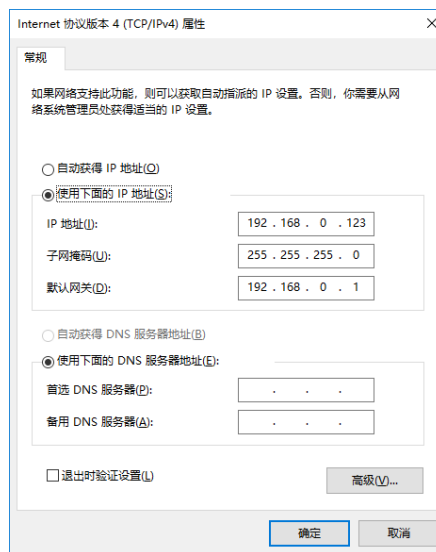 Internet 协议版本 4 (TCP/IPv4) 属性
常规
如果网络支持此功能，则可以获取自动指派的 IP 设置。否则，你需要从网
络系统管理员处获得适当的 IP 设置。
自动获得 IP 地址(O)
使用下面的 IP 地址(S):
IP 地址(I): 192 . 168 . 0 . 123
子网掩码(U): 255 . 255 . 255 . 0
默认网关(D): 192 . 168 . 0 . 1
自动获得 DNS 服务器地址(B)
使用下面的 DNS 服务器地址(E):
首选 DNS 服务器(P): . . .
备用 DNS 服务器(A): . . .
退出时验证设置(L)
高级(V)...
确定 取消